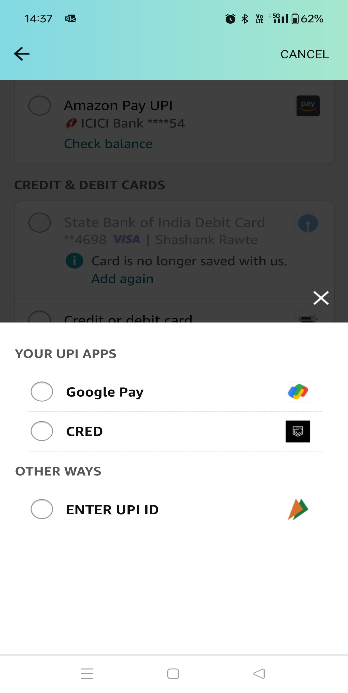 14:37 62%
CANCEL
Amazon Pay UPI
pay
ICICI Bank ****54
Check balance
CREDIT & DEBIT CARDS
State Bank of India Debit Card
**4698 VISA | Shashank Rawte
Card is no longer saved with us.
Add again
Credit or debit card
YOUR UPI APPS
Google Pay
CRED
OTHER WAYS
ENTER UPI ID